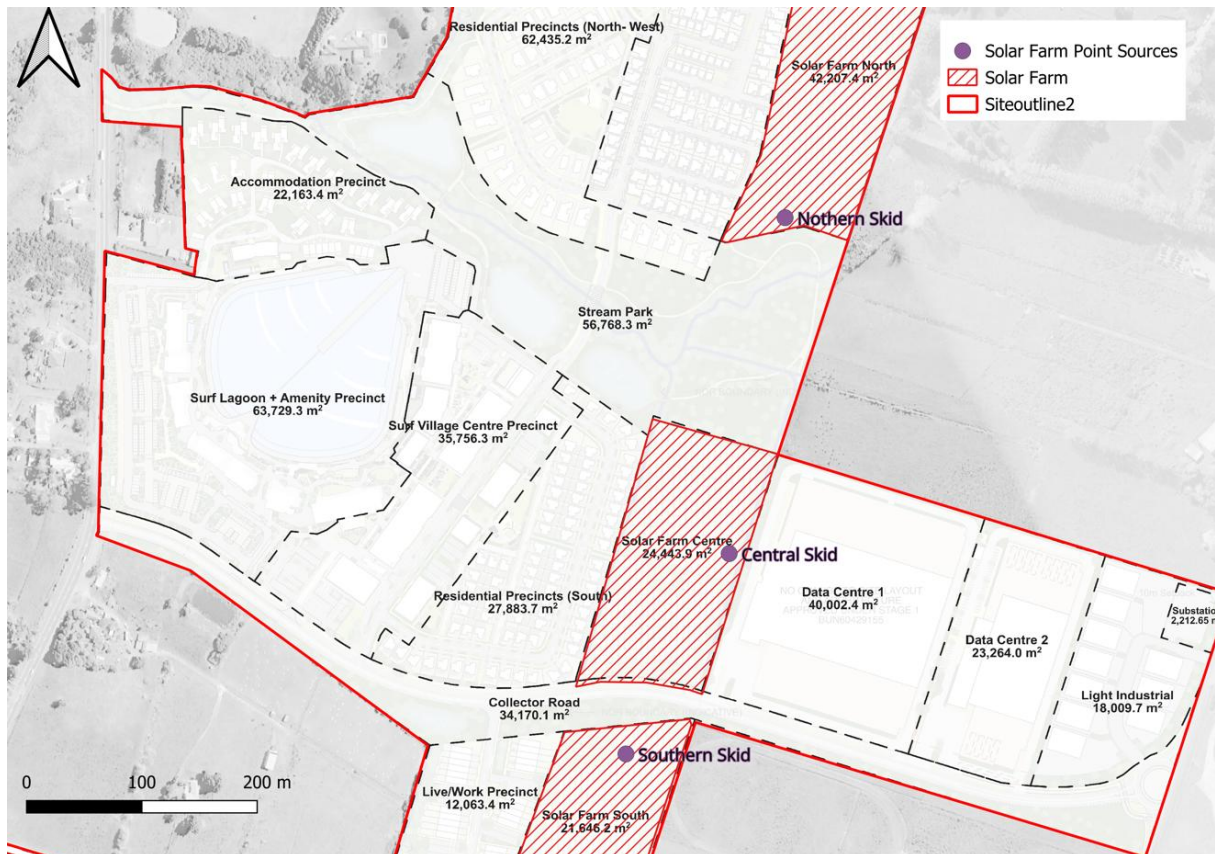 Residential Precincts (North- West)
62,435.2 m²
Solar Farm North
42,207.4 m²
Solar Farm Point Sources
Solar Farm
Siteoutline2
Accommodation Precinct
22,163.4 m²
Nothern Skid
Stream Park
56,768.3 m²
Surf Lagoon + Amenity Precinct
63,729.3 m²
Surf Village Centre Precinct
35,756.3 m²
Solar Farm Centre
24,443.9 m²
Central Skid
Residential Precincts (South)
27,883.7 m²
Data Centre 1
40,002.4 m²
Data Centre 2
23,264.0 m²
Substatio
2,212.65 m
Light Industrial
18,009.7 m²
Collector Road
34,170.1 m²
Southern Skid
Live/Work Precinct
12,063.4 m²
Solar Farm South
21,646.2 m²
0 100 200 m